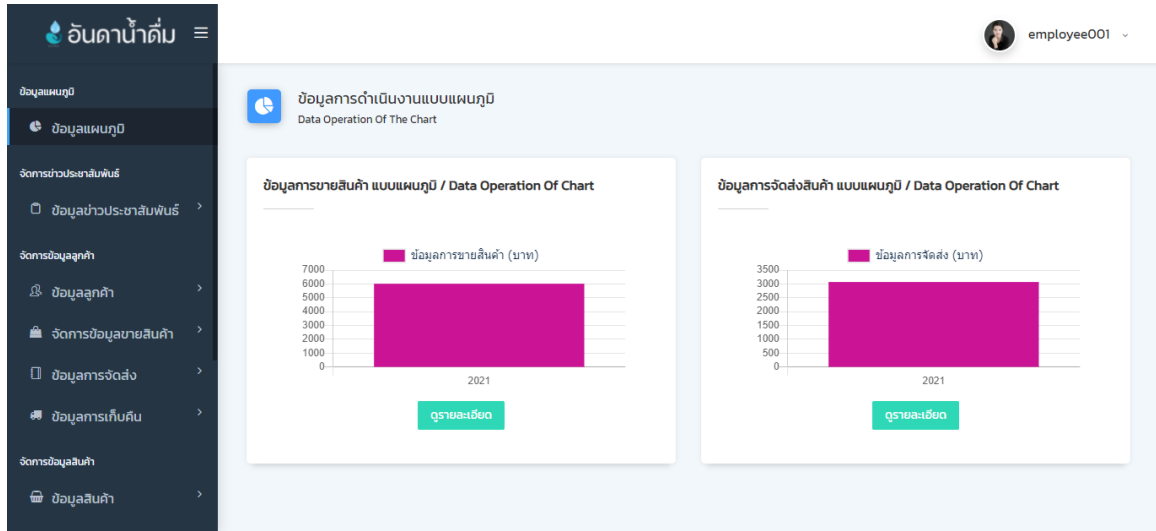 อันดาน้ำดื่ม
employee001
ข้อมูลแผนภูมิ
ข้อมูลแผนภูมิ
จัดการข่าวประชาสัมพันธ์
ข้อมูลข่าวประชาสัมพันธ์
จัดการข้อมูลลูกค้า
ข้อมูลลูกค้า
จัดการข้อมูลขายสินค้า
ข้อมูลการจัดส่ง
ข้อมูลการเก็บคืน
จัดการข้อมูลสินค้า
ข้อมูลสินค้า
ข้อมูลการดำเนินงานแบบแผนภูมิ
Data Operation Of The Chart
ข้อมูลการขายสินค้า แบบแผนภูมิ / Data Operation Of Chart
ข้อมูลการขายสินค้า (บาท)
7000
6000
5000
4000
3000
2000
1000
0
2021
ดูรายละเอียด
ข้อมูลการจัดส่งสินค้า แบบแผนภูมิ / Data Operation Of Chart
ข้อมูลการจัดส่ง (บาท)
3500
3000
2500
2000
1500
1000
500
0
2021
ดูรายละเอียด